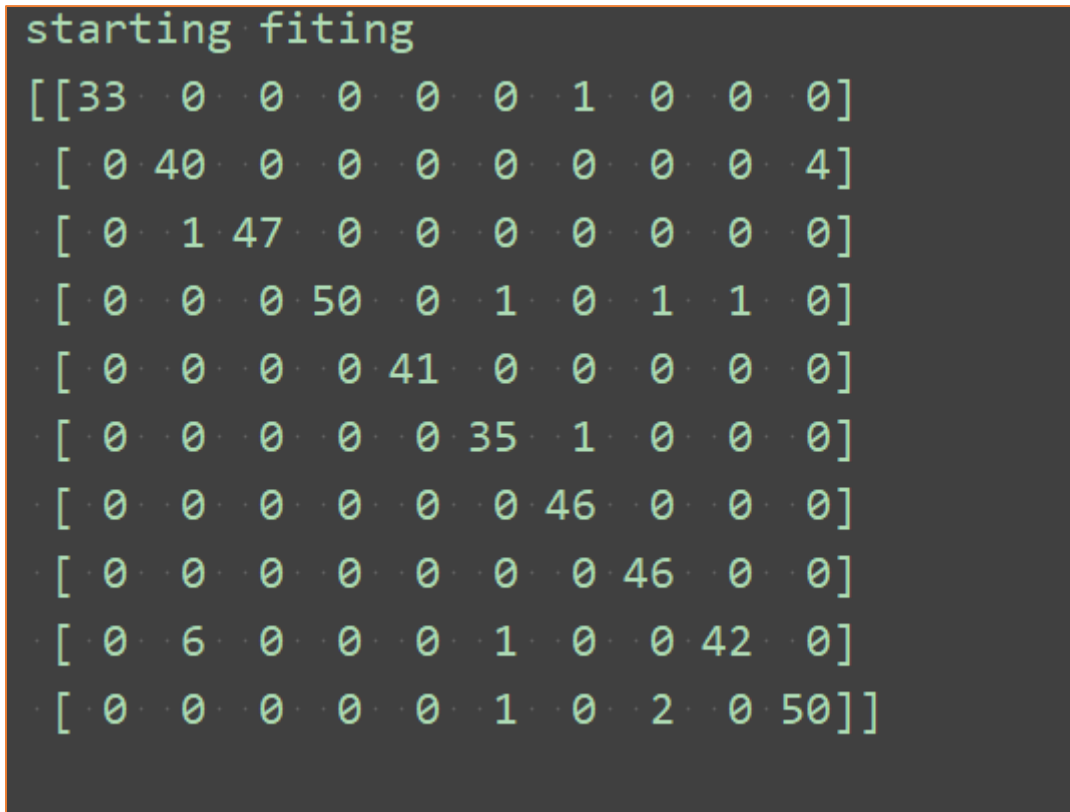 starting fiting
[[33  0  0  0  0  0  1  0  0  0]
 [ 0 40  0  0  0  0  0  0  0  4]
 [ 0  1 47  0  0  0  0  0  0  0]
 [ 0  0  0 50  0  1  0  1  1  0]
 [ 0  0  0  0 41  0  0  0  0  0]
 [ 0  0  0  0  0 35  1  0  0  0]
 [ 0  0  0  0  0  0 46  0  0  0]
 [ 0  0  0  0  0  0  0 46  0  0]
 [ 0  6  0  0  0  1  0  0 42  0]
 [ 0  0  0  0  0  1  0  2  0 50]]